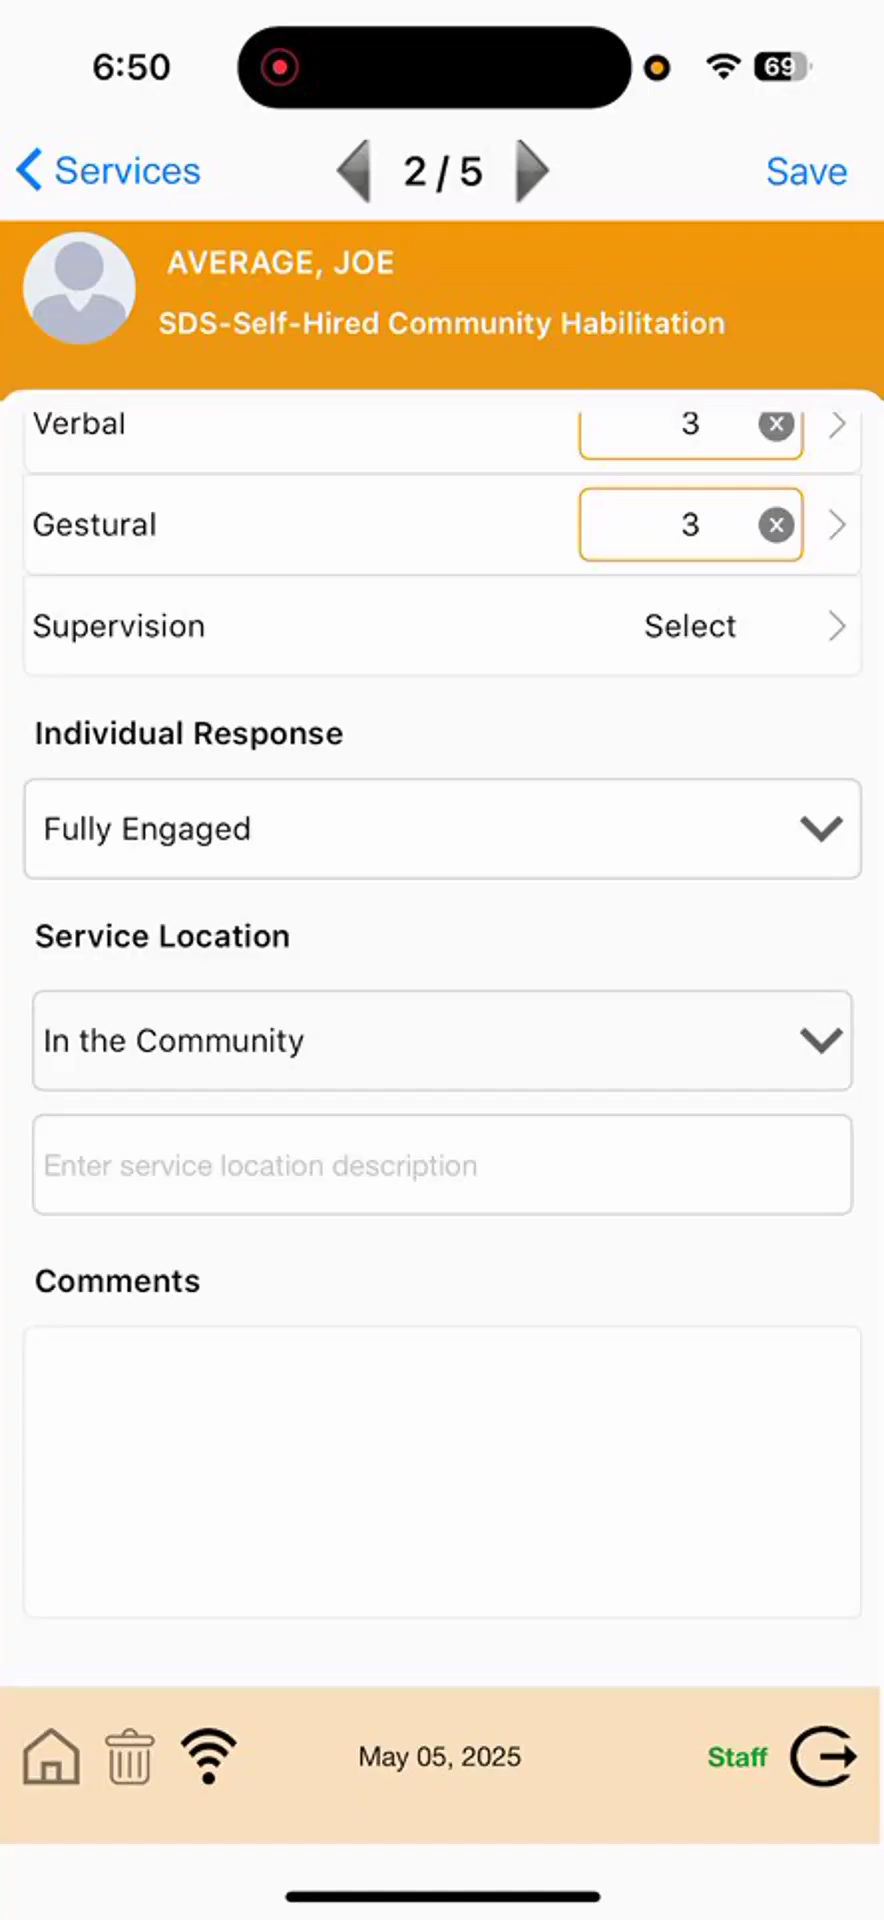 6:50
69
Services
2 / 5
Save
AVERAGE, JOE
SDS-Self-Hired Community Habilitation
Verbal
3
Gestural
3
Supervision
Select
Individual Response
Fully Engaged
Service Location
In the Community
Enter service location description
Comments
May 05, 2025
Staff